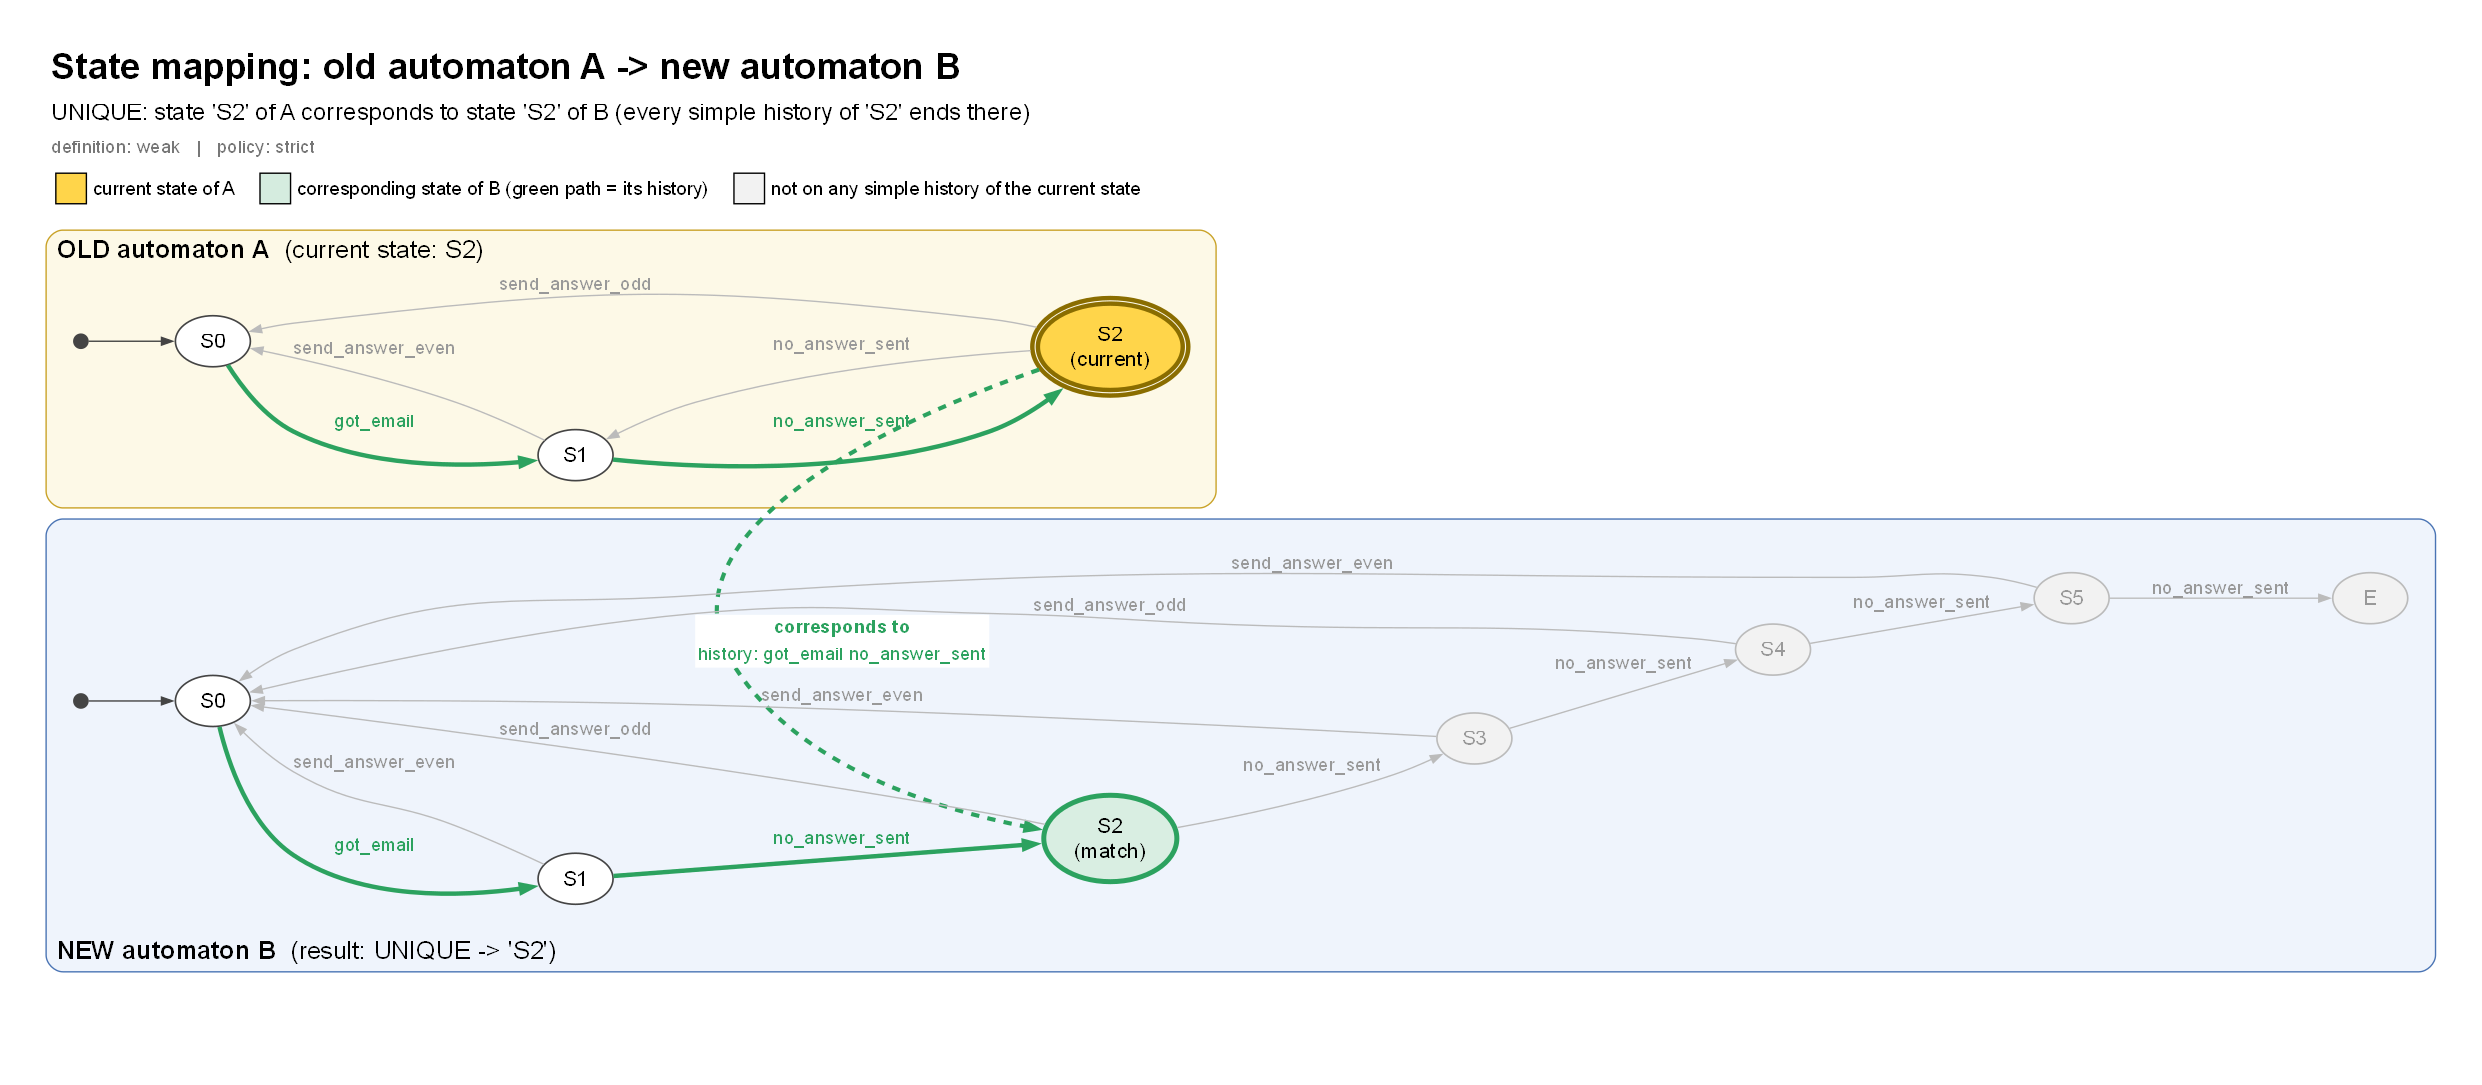 State mapping: old automaton A -> new automaton B
UNIQUE: state 'S2' of A corresponds to state 'S2' of B (every simple history of 'S2' ends there)
definition: weak | policy: strict
current state of A
corresponding state of B (green path = its history)
not on any simple history of the current state
OLD automaton A (current state: S2)
send_answer_odd
S0
send_answer_even
no_answer_sent
S2
(current)
got_email
no_answer_sent
S1
send_answer_even
no_answer_sent
S5
E
send_answer_odd
no_answer_sent
corresponds to
history: got_email no_answer_sent
S4
no_answer_sent
S0
send_answer_even
send_answer_odd
S3
send_answer_even
no_answer_sent
got_email
no_answer_sent
S2
(match)
S1
NEW automaton B (result: UNIQUE -> 'S2')